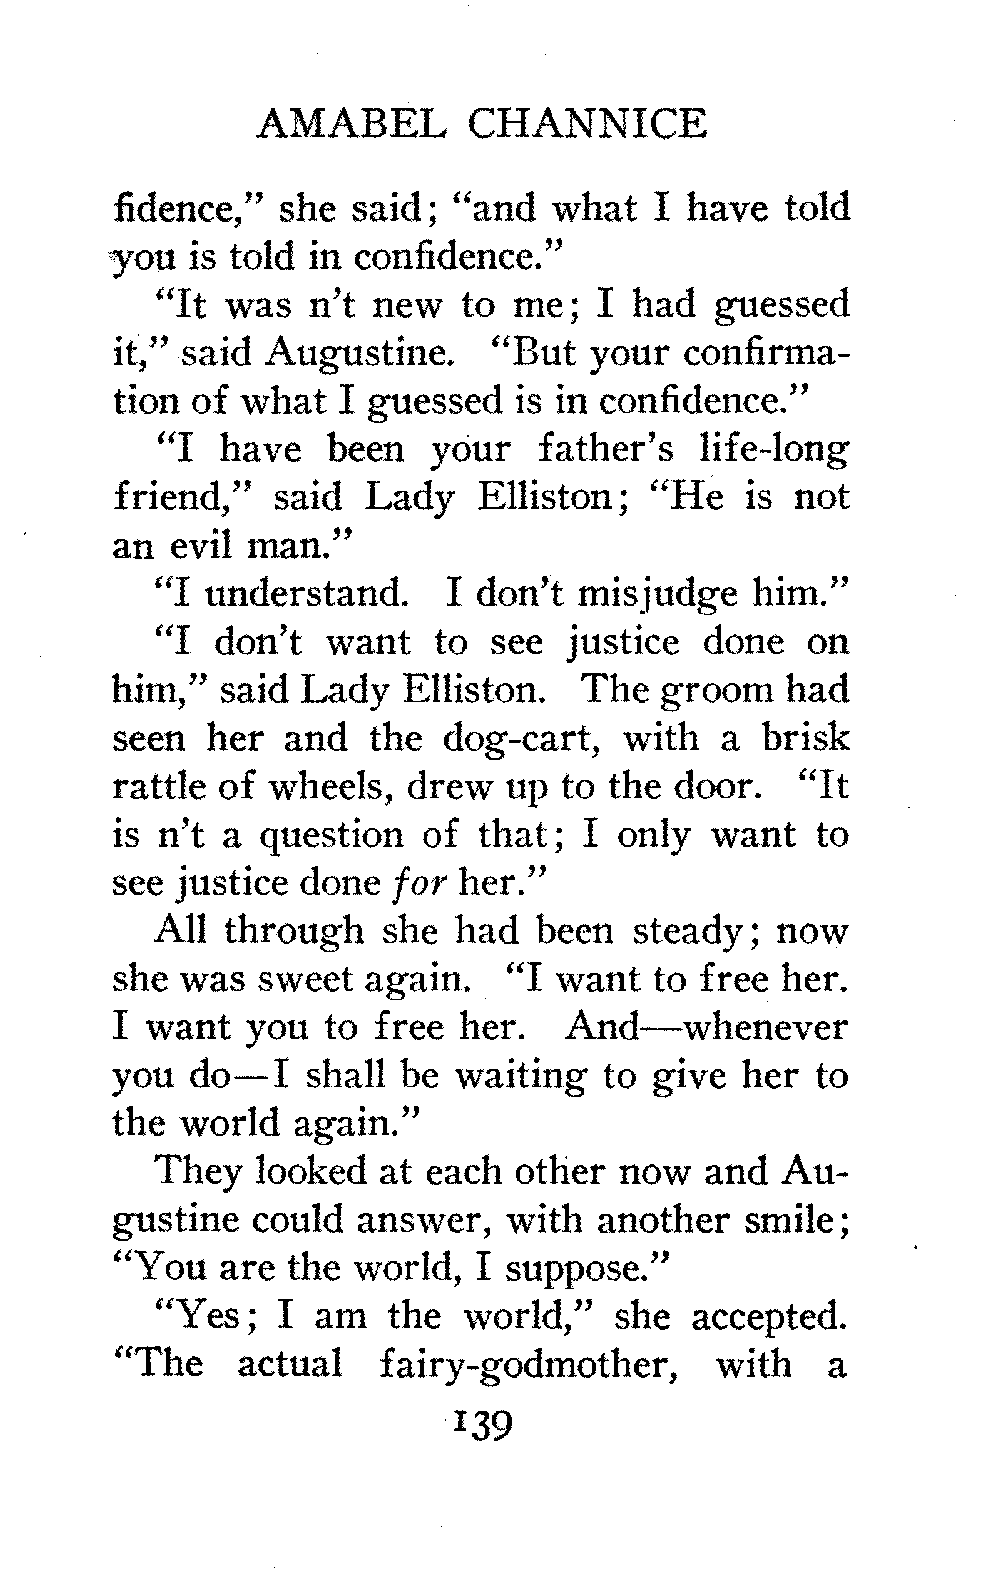 AMABEL CHANNICE
fidence,” she said; “and what I have told
you is told in confidence.”
“It was n’t new to me; I had guessed
it,” said Augustine. “But your confirma-
tion of what I guessed is in confidence.”
“I have been your father’s life-long
friend,” said Lady Elliston; “He is not
an evil man.”
“I understand. I don’t misjudge him.”
“I don’t want to see justice done on
him,” said Lady Elliston. The groom had
seen her and the dog-cart, with a brisk
rattle of wheels, drew up to the door. “It
is n’t a question of that; I only want to
see justice done for her.”
All through she had been steady; now
she was sweet again. “I want to free her.
I want you to free her. And—whenever
you do—I shall be waiting to give her to
the world again.”
They looked at each other now and Au-
gustine could answer, with another smile;
“You are the world, I suppose.”
“Yes; I am the world,” she accepted.
“The actual fairy-godmother, with a
139